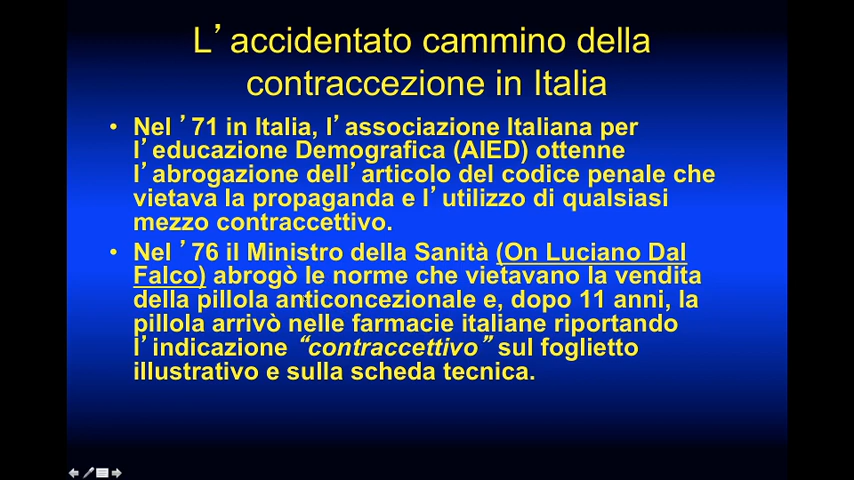 L’accidentato cammino della
contraccezione in Italia
• Nel ’71 in Italia, l’associazione Italiana per
l’educazione Demografica (AIED) ottenne
l’abrogazione dell’articolo del codice penale che
vietava la propaganda e l’utilizzo di qualsiasi
mezzo contraccettivo.
• Nel ’76 il Ministro della Sanità (On Luciano Dal
Falco) abrogò le norme che vietavano la vendita
della pillola anticoncezionale e, dopo 11 anni, la
pillola arrivò nelle farmacie italiane riportando
l’indicazione “contraccettivo” sul foglietto
illustrativo e sulla scheda tecnica.